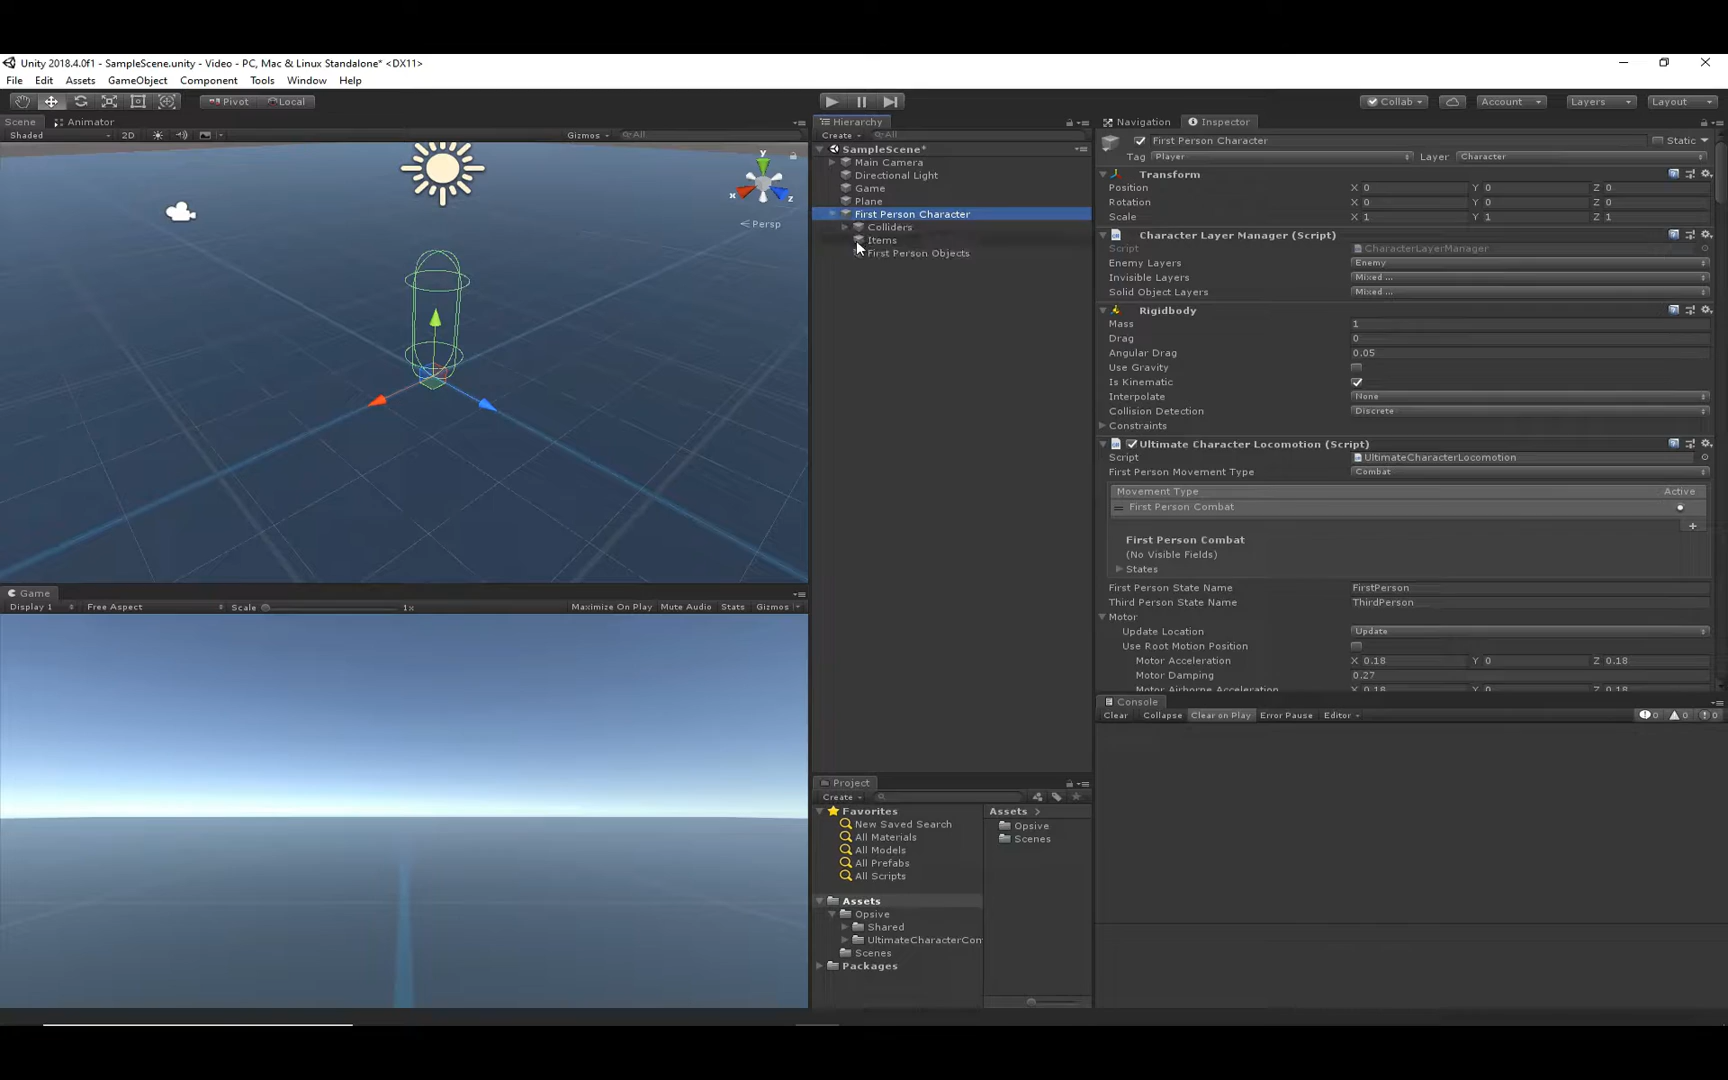 Unity 2018.4.0f1 - SampleScene.unity - Video - PC, Mac & Linux Standalone* <DX11>
File Edit Assets GameObject Component Tools Window Help
Pivot Local Collab Account Layers Layout
Scene Animator
Shaded 2D Gizmos All
y
x
z
Persp
Game
Display 1 Free Aspect Scale 1x Maximize On Play Mute Audio Stats Gizmos
Hierarchy
Create All
SampleScene*
Main Camera
Directional Light
Game
Plane
First Person Character
Colliders
Items
First Person Objects
Project
Create
Favorites
New Saved Search
All Materials
All Models
All Prefabs
All Scripts
Assets
Opsive
Shared
UltimateCharacterCon
Scenes
Packages
Assets
Opsive
Scenes
Navigation Inspector
First Person Character Static
Tag Player Layer Character
Transform
Position X 0 Y 0 Z 0
Rotation X 0 Y 0 Z 0
Scale X 1 Y 1 Z 1
Character Layer Manager (Script)
Script CharacterLayerManager
Enemy Layers Enemy
Invisible Layers Mixed ...
Solid Object Layers Mixed ...
Rigidbody
Mass 1
Drag 0
Angular Drag 0.05
Use Gravity
Is Kinematic
Interpolate None
Collision Detection Discrete
Constraints
Ultimate Character Locomotion (Script)
Script UltimateCharacterLocomotion
First Person Movement Type Combat
Movement Type Active
First Person Combat
First Person Combat
(No Visible Fields)
States
First Person State Name FirstPerson
Third Person State Name ThirdPerson
Motor
Update Location Update
Use Root Motion Position
Motor Acceleration X 0.18 Y 0 Z 0.18
Motor Damping 0.27
Motor Airborne Acceleration X 0.18 Y 0 Z 0.18
Console
Clear Collapse Clear on Play Error Pause Editor 0 0 0